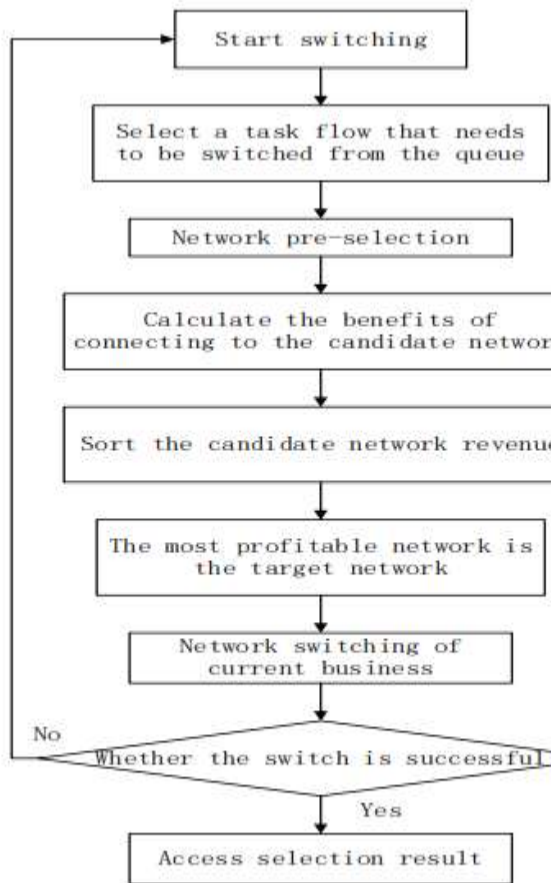 Start switching
Select a task flow that needs
to be switched from the queue
Network pre-selection
Calculate the benefits of
connecting to the candidate network
Sort the candidate network revenue
The most profitable network is
the target network
Network switching of
current business
No
Whether the switch is successful
Yes
Access selection result